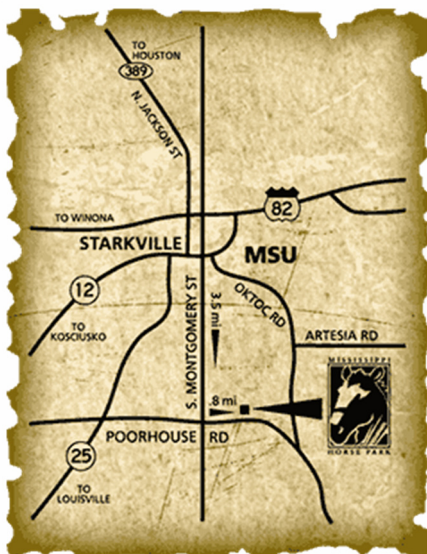 TO
HOUSTON
389
N. JACKSON ST
82
TO WINONA
STARKVILLE
MSU
12
TO
KOSCIUSKO
S. MONTGOMERY ST
3.5 mi
OKTOC RD
ARTESIA RD
MISSISSIPPI
HORSE PARK
.8 mi
POORHOUSE RD
25
TO
LOUISVILLE